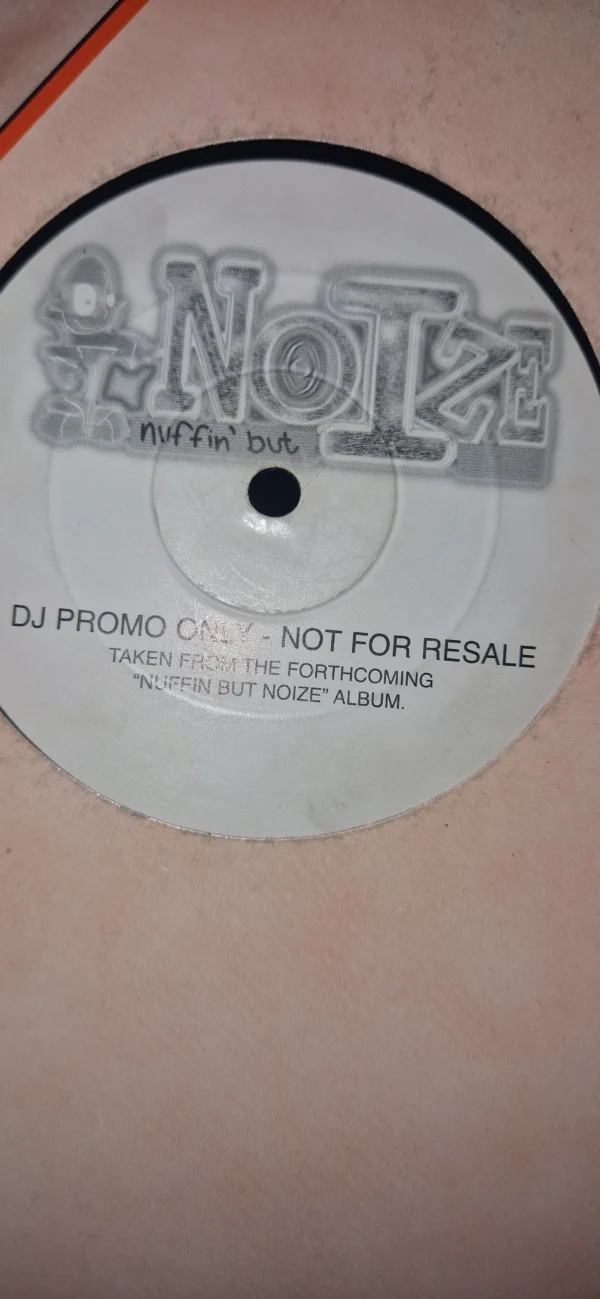 NOIZE
nuffin' but
DJ PROMO ONLY - NOT FOR RESALE
TAKEN FROM THE FORTHCOMING
“NUFFIN BUT NOIZE” ALBUM.